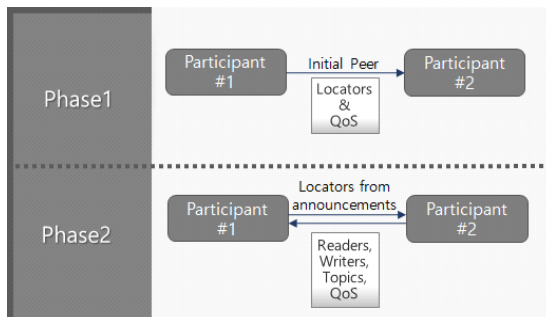 Phase1
Participant
#1
Initial Peer
Locators
&
QoS
Participant
#2
Phase2
Participant
#1
Locators from
announcements
Readers,
Writers,
Topics,
QoS
Participant
#2